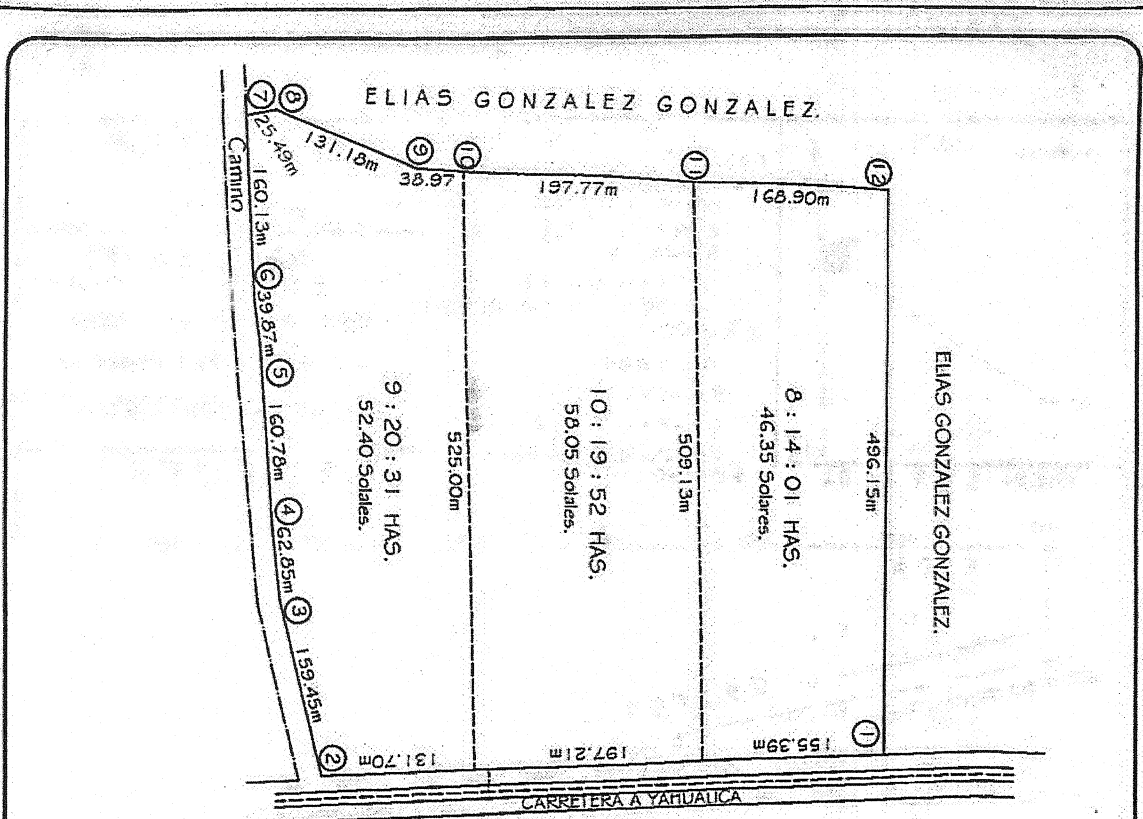 ELIAS GONZALEZ GONZALEZ.
7
8
25.49m
131.18m
9
38.97
10
197.77m
11
168.90m
12
Camino
160.13m
6
39.87m
5
160.78m
4
62.85m
3
159.45m
2
9 : 20 : 31 HAS.
52.40 Solales.
525.00m
10 : 19 : 52 HAS.
58.05 Solales.
509.13m
8 : 14 : 01 HAS.
46.35 Solares.
496.15m
ELIAS GONZALEZ GONZALEZ.
131.70m
197.21m
155.39m
1
CARRETERA A YAHUALICA